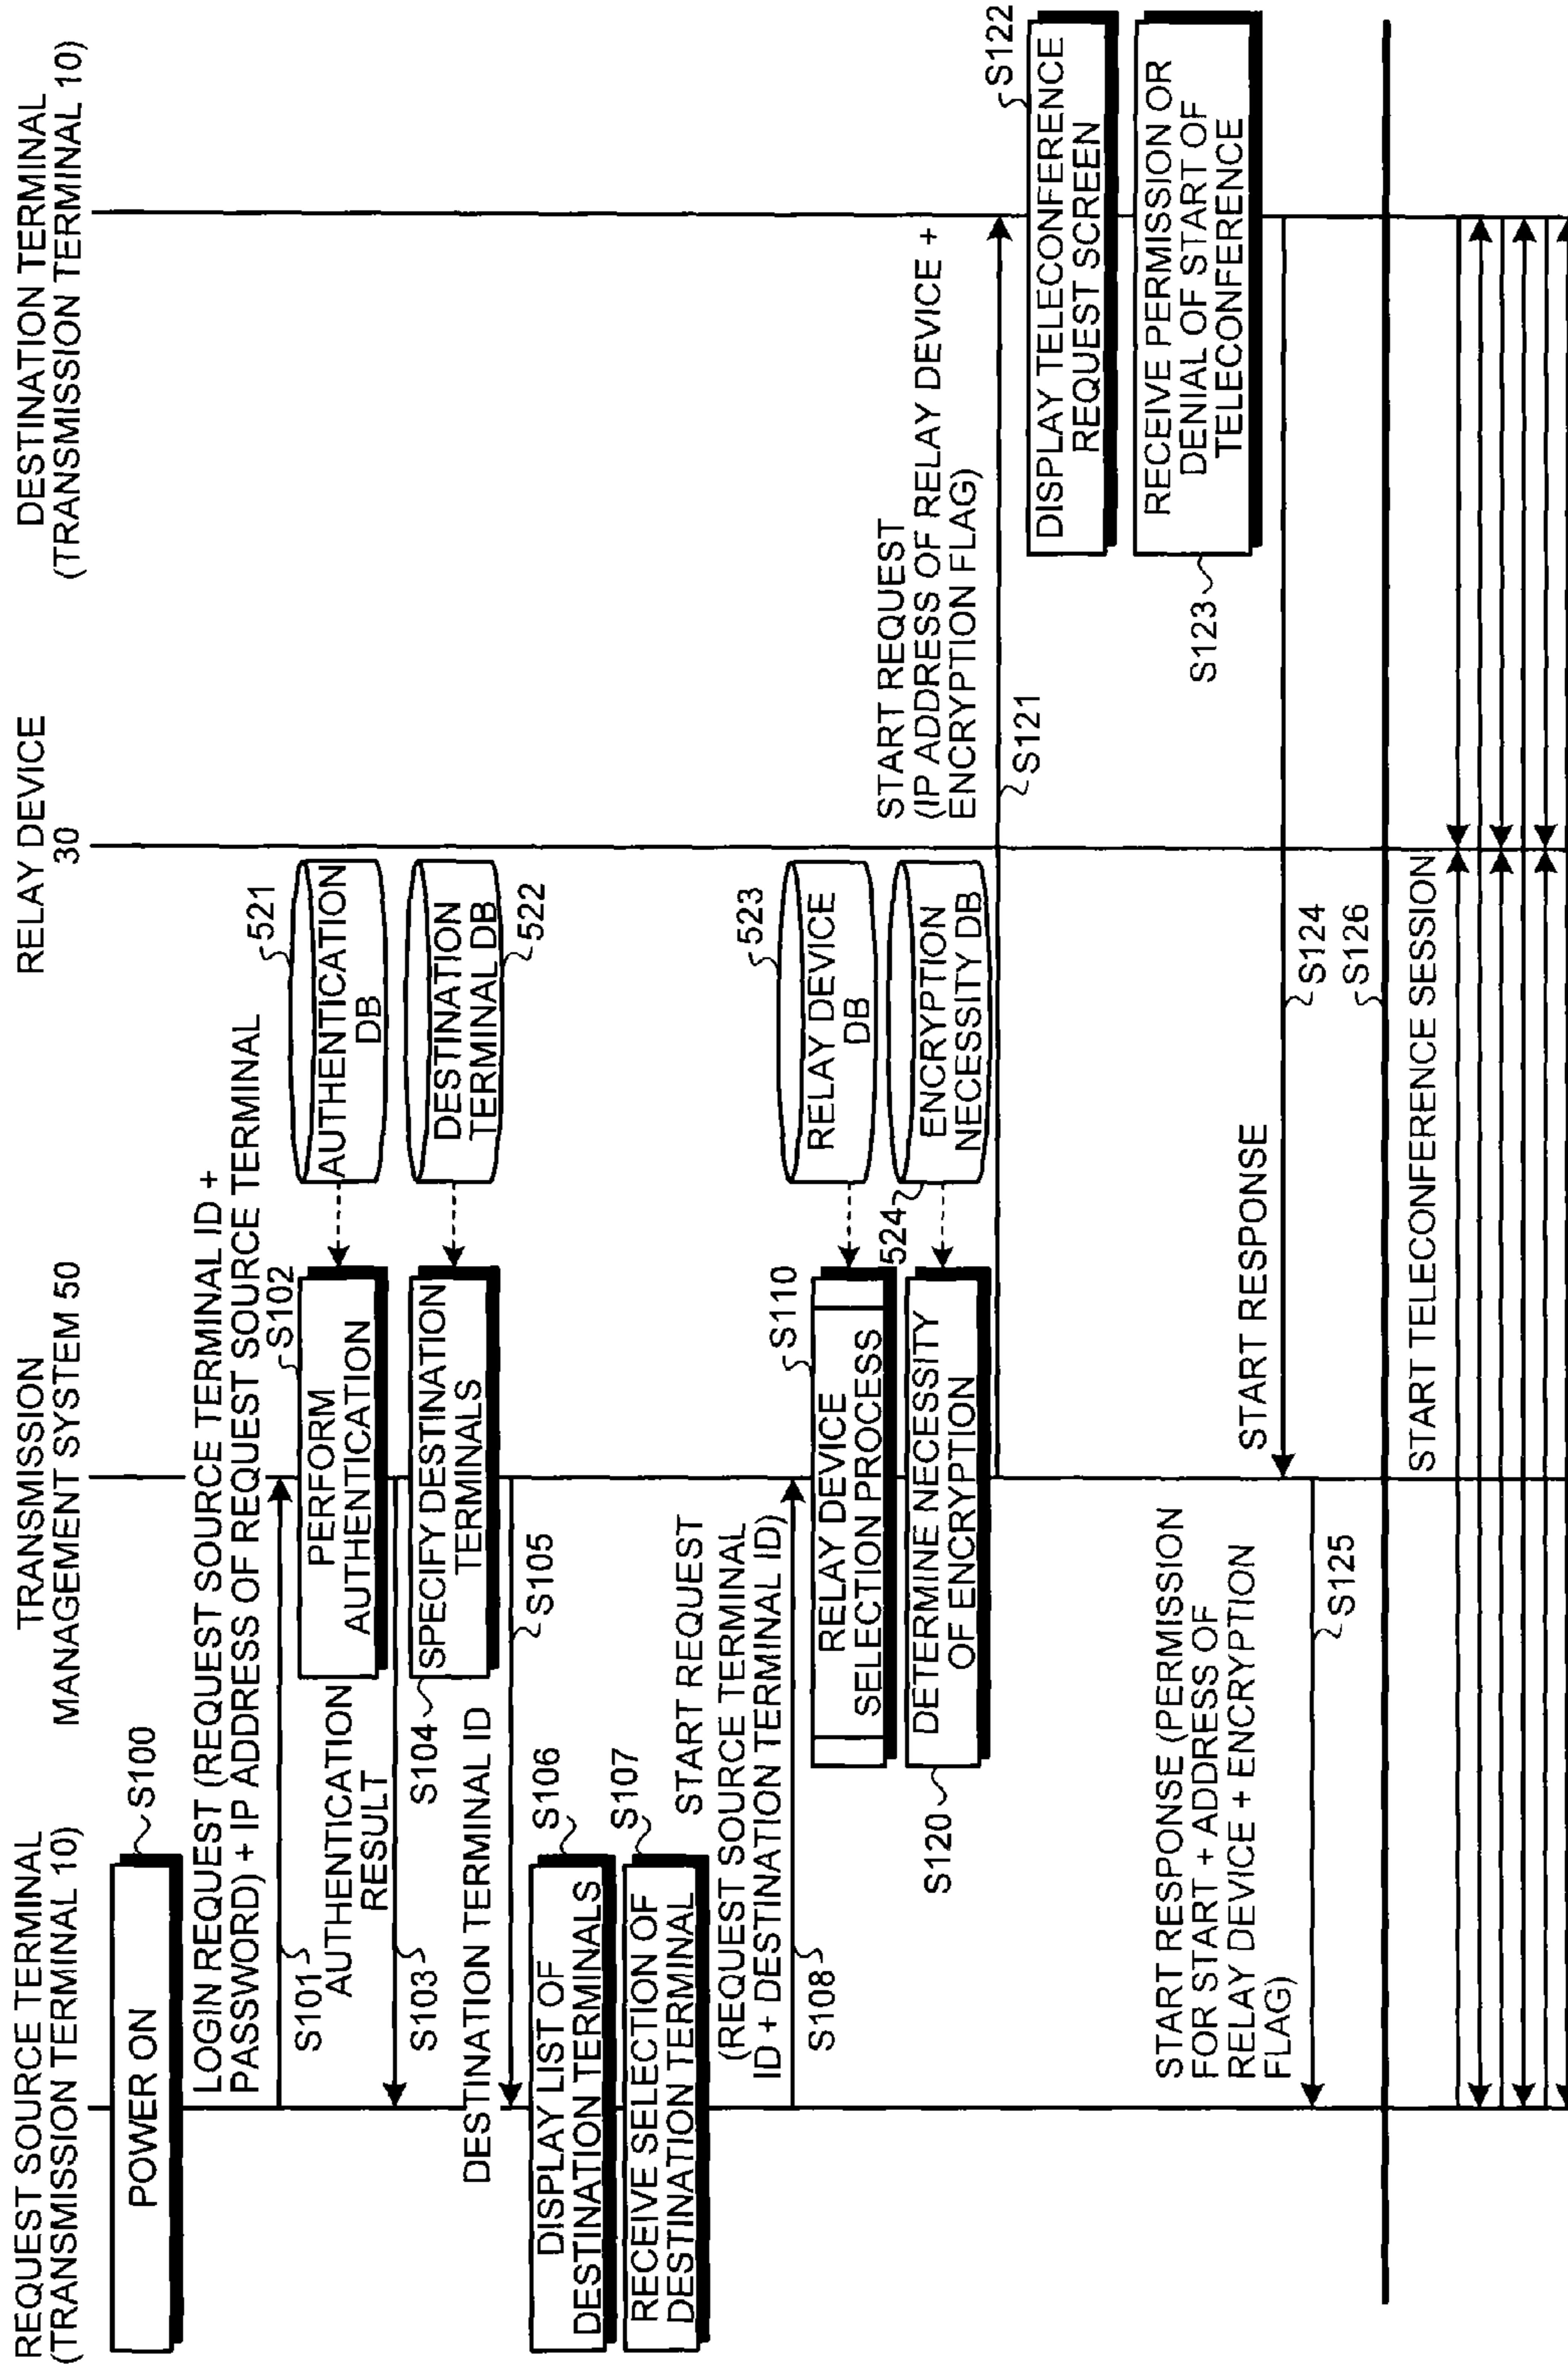 REQUEST SOURCE TERMINAL
(TRANSMISSION TERMINAL 10)
TRANSMISSION
MANAGEMENT SYSTEM 50
RELAY DEVICE
30
DESTINATION TERMINAL
(TRANSMISSION TERMINAL 10)
POWER ON
S100
LOGIN REQUEST (REQUEST SOURCE TERMINAL ID +
PASSWORD) + IP ADDRESS OF REQUEST SOURCE TERMINAL
S101
S102
PERFORM
AUTHENTICATION
521
AUTHENTICATION
DB
AUTHENTICATION
RESULT
S103
S104
SPECIFY DESTINATION
TERMINALS
DESTINATION
TERMINAL DB
522
DESTINATION TERMINAL ID
S105
S106
DISPLAY LIST OF
DESTINATION TERMINALS
S107
RECEIVE SELECTION OF
DESTINATION TERMINAL
START REQUEST
(REQUEST SOURCE TERMINAL
ID + DESTINATION TERMINAL ID)
S108
S110
RELAY DEVICE
SELECTION PROCESS
523
RELAY DEVICE
DB
524
DETERMINE NECESSITY
OF ENCRYPTION
S120
ENCRYPTION
NECESSITY DB
START REQUEST
(IP ADDRESS OF RELAY DEVICE +
ENCRYPTION FLAG)
S121
S122
DISPLAY TELECONFERENCE
REQUEST SCREEN
RECEIVE PERMISSION OR
DENIAL OF START OF
TELECONFERENCE
S123
START RESPONSE
S124
START RESPONSE (PERMISSION
FOR START + ADDRESS OF
RELAY DEVICE + ENCRYPTION
FLAG)
S125
S126
START TELECONFERENCE SESSION